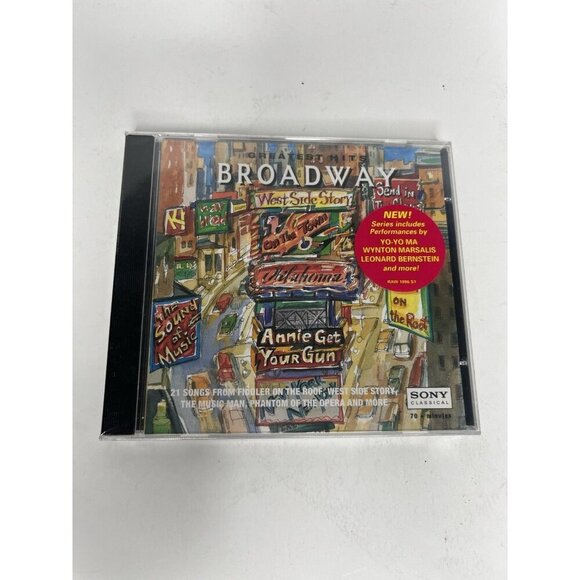 GREATEST HITS
BROADWAY
West Side Story
Send in
On The Town
Oklahoma!
NEW!
Series includes
Performances by
YO-YO MA
WYNTON MARSALIS
LEONARD BERNSTEIN
and more!
The
Sound
of
Music
on
the Roof
Annie Get
Your Gun
21 SONGS FROM FIDDLER ON THE ROOF, WEST SIDE STORY,
THE MUSIC MAN, PHANTOM OF THE OPERA AND MORE
SONY
CLASSICAL
70 + minutes